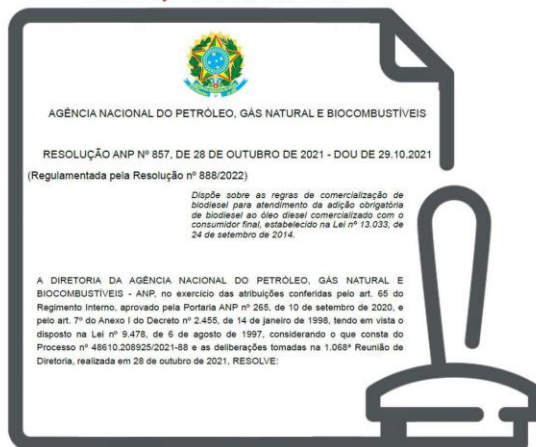 AGÊNCIA NACIONAL DO PETRÓLEO, GÁS NATURAL E BIOCOMBUSTÍVEIS
RESOLUÇÃO ANP Nº 857, DE 28 DE OUTUBRO DE 2021 - DOU DE 29.10.2021
(Regulamentada pela Resolução nº 888/2022)
Dispõe sobre as regras de comercialização de
biodiesel para atendimento da adição obrigatória
de biodiesel ao óleo diesel comercializado com o
consumidor final, estabelecido na Lei nº 13.033, de
24 de setembro de 2014.
A DIRETORIA DA AGÊNCIA NACIONAL DO PETRÓLEO, GÁS NATURAL E
BIOCOMBUSTÍVEIS - ANP, no exercício das atribuições conferidas pelo art. 65 do
Regimento Interno, aprovado pela Portaria ANP nº 265, de 10 de setembro de 2020, e
pelo art. 7º do Anexo I do Decreto nº 2.455, de 14 de janeiro de 1998, tendo em vista o
disposto na Lei nº 9.478, de 6 de agosto de 1997, considerando o que consta do
Processo nº 48610.208925/2021-88 e as deliberações tomadas na 1.068ª Reunião de
Diretoria, realizada em 28 de outubro de 2021, RESOLVE: